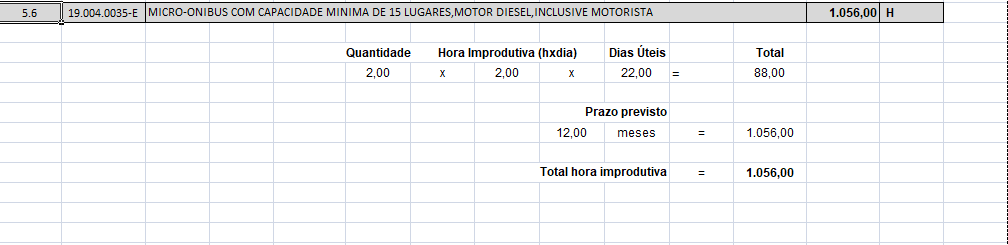 5.6 19.004.0035-E MICRO-ONIBUS COM CAPACIDADE MINIMA DE 15 LUGARES,MOTOR DIESEL,INCLUSIVE MOTORISTA 1.056,00 H
Quantidade Hora Improdutiva (hxdia) Dias Úteis Total
2,00 x 2,00 x 22,00 = 88,00
Prazo previsto
12,00 meses = 1.056,00
Total hora improdutiva = 1.056,00